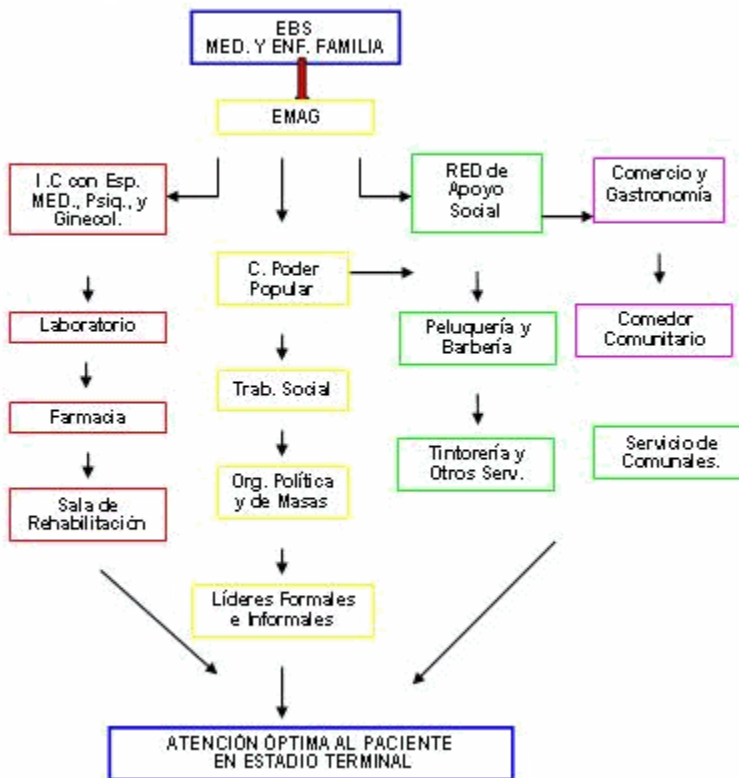 EBS
MED. Y ENF. FAMILIA
EMAG
I.C con Esp.
MED., Psiq., y
Ginecol.
RED de
Apoyo
Social
Comercio y
Gastronomía
C. Poder
Popular
Laboratorio
Peluquería y
Barbería
Comedor
Comunitario
Trab. Social
Farmacia
Org. Política
y de Masas
Tintorería y
Otros Serv.
Servicio de
Comunales.
Sala de
Rehabilitación
Líderes Formales
e Informales
ATENCIÓN ÓPTIMA AL PACIENTE
EN ESTADIO TERMINAL